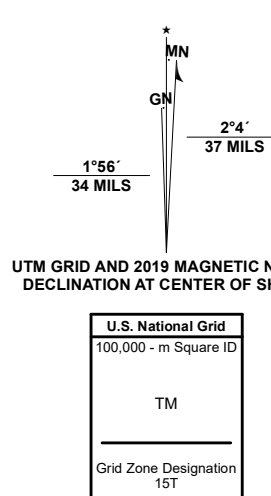 ★
MN
GN
2°4´
37 MILS
1°56´
34 MILS
UTM GRID AND 2019 MAGNETIC
DECLINATION AT CENTER OF
U.S. National Grid
100,000 - m Square ID
TM
Grid Zone Designation
15T